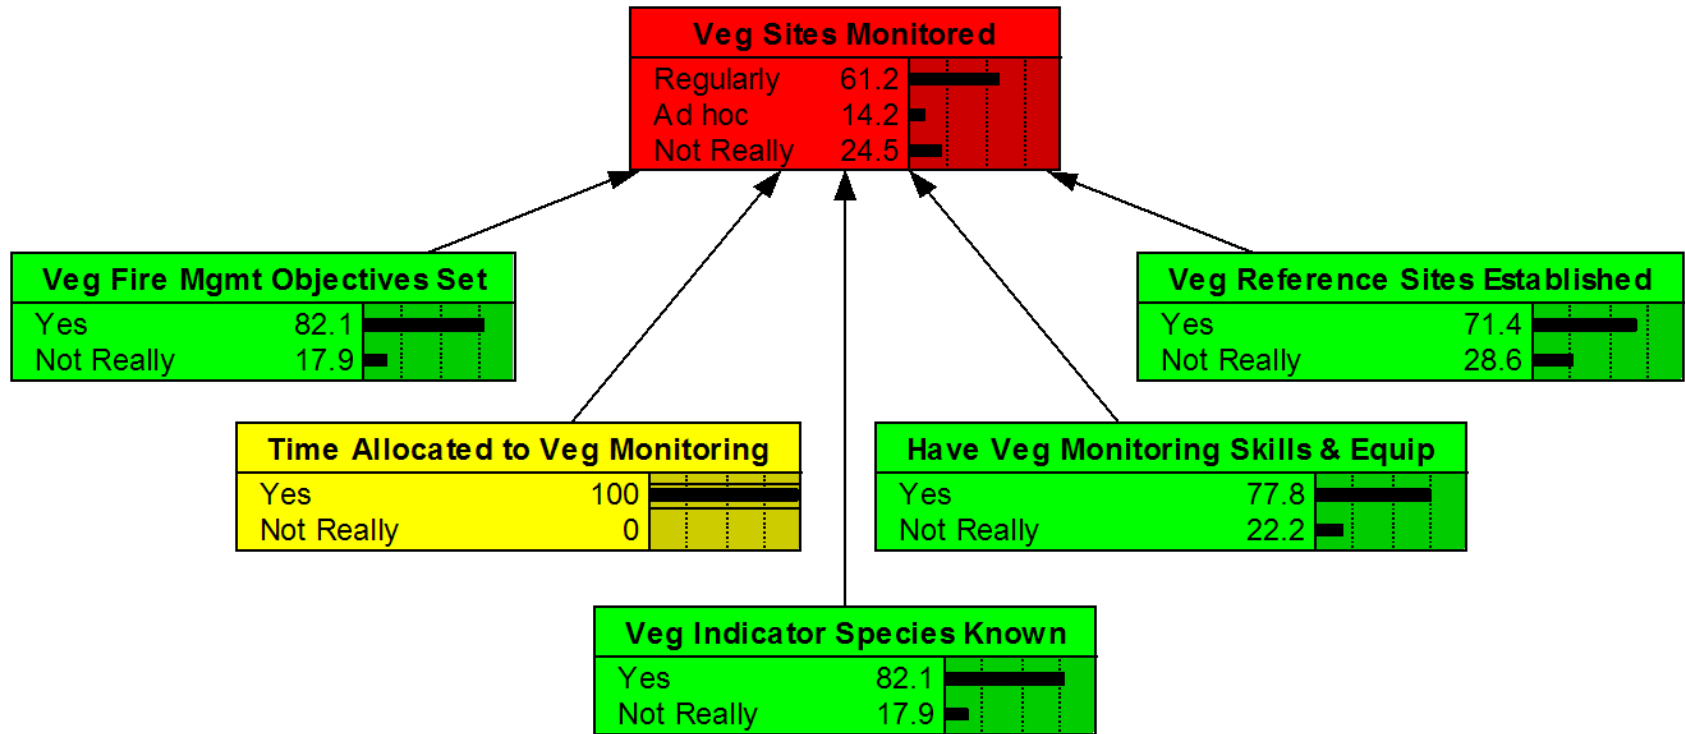 Veg Sites Monitored
Regularly 61.2
Ad hoc 14.2
Not Really 24.5
Veg Fire Mgmt Objectives Set
Yes 82.1
Not Really 17.9
Veg Reference Sites Established
Yes 71.4
Not Really 28.6
Time Allocated to Veg Monitoring
Yes 100
Not Really 0
Have Veg Monitoring Skills & Equip
Yes 77.8
Not Really 22.2
Veg Indicator Species Known
Yes 82.1
Not Really 17.9